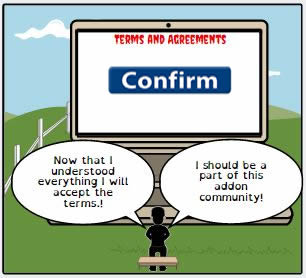 TERMS AND AGREEMENTS
Confirm
Now that I
understood
everything I will
accept the
terms.!
I should be a
part of this
addon
community!